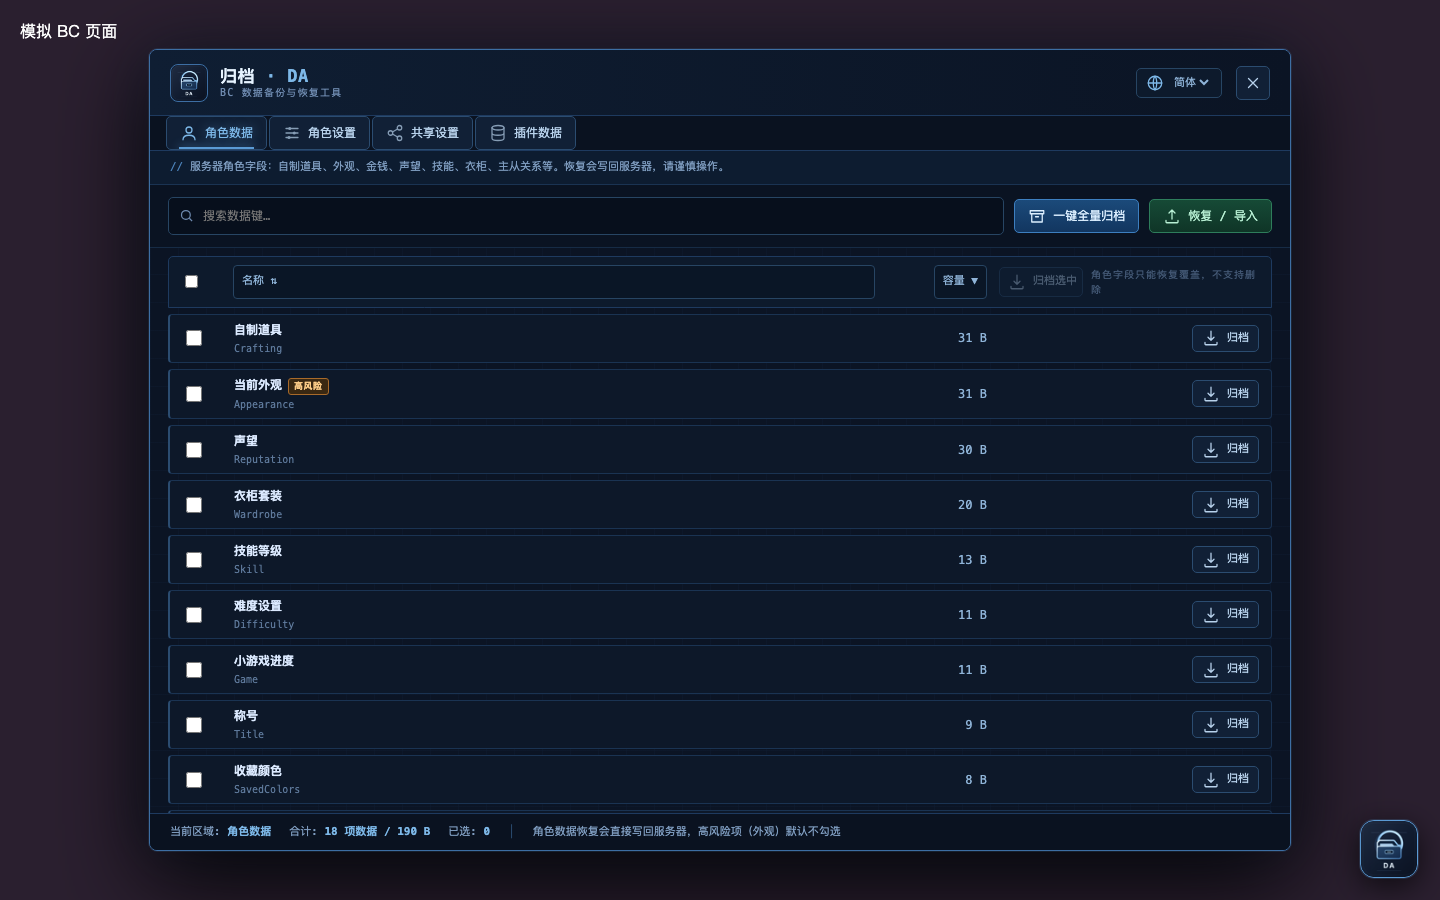 模拟 BC 页面
DA
归档 · DA
BC 数据备份与恢复工具
简体
角色数据
角色设置
共享设置
插件数据
// 服务器角色字段：自制道具、外观、金钱、声望、技能、衣柜、主从关系等。恢复会写回服务器，请谨慎操作。
搜索数据键…
一键全量归档
恢复 / 导入
名称 ⇅
容量 ▼
归档选中
角色字段只能恢复覆盖，不支持删
除
自制道具
Crafting
31 B
归档
当前外观 高风险
Appearance
31 B
归档
声望
Reputation
30 B
归档
衣柜套装
Wardrobe
20 B
归档
技能等级
Skill
13 B
归档
难度设置
Difficulty
11 B
归档
小游戏进度
Game
11 B
归档
称号
Title
9 B
归档
收藏颜色
SavedColors
8 B
归档
当前区域: 角色数据 合计: 18 项数据 / 190 B 已选: 0
角色数据恢复会直接写回服务器，高风险项（外观）默认不勾选
DA